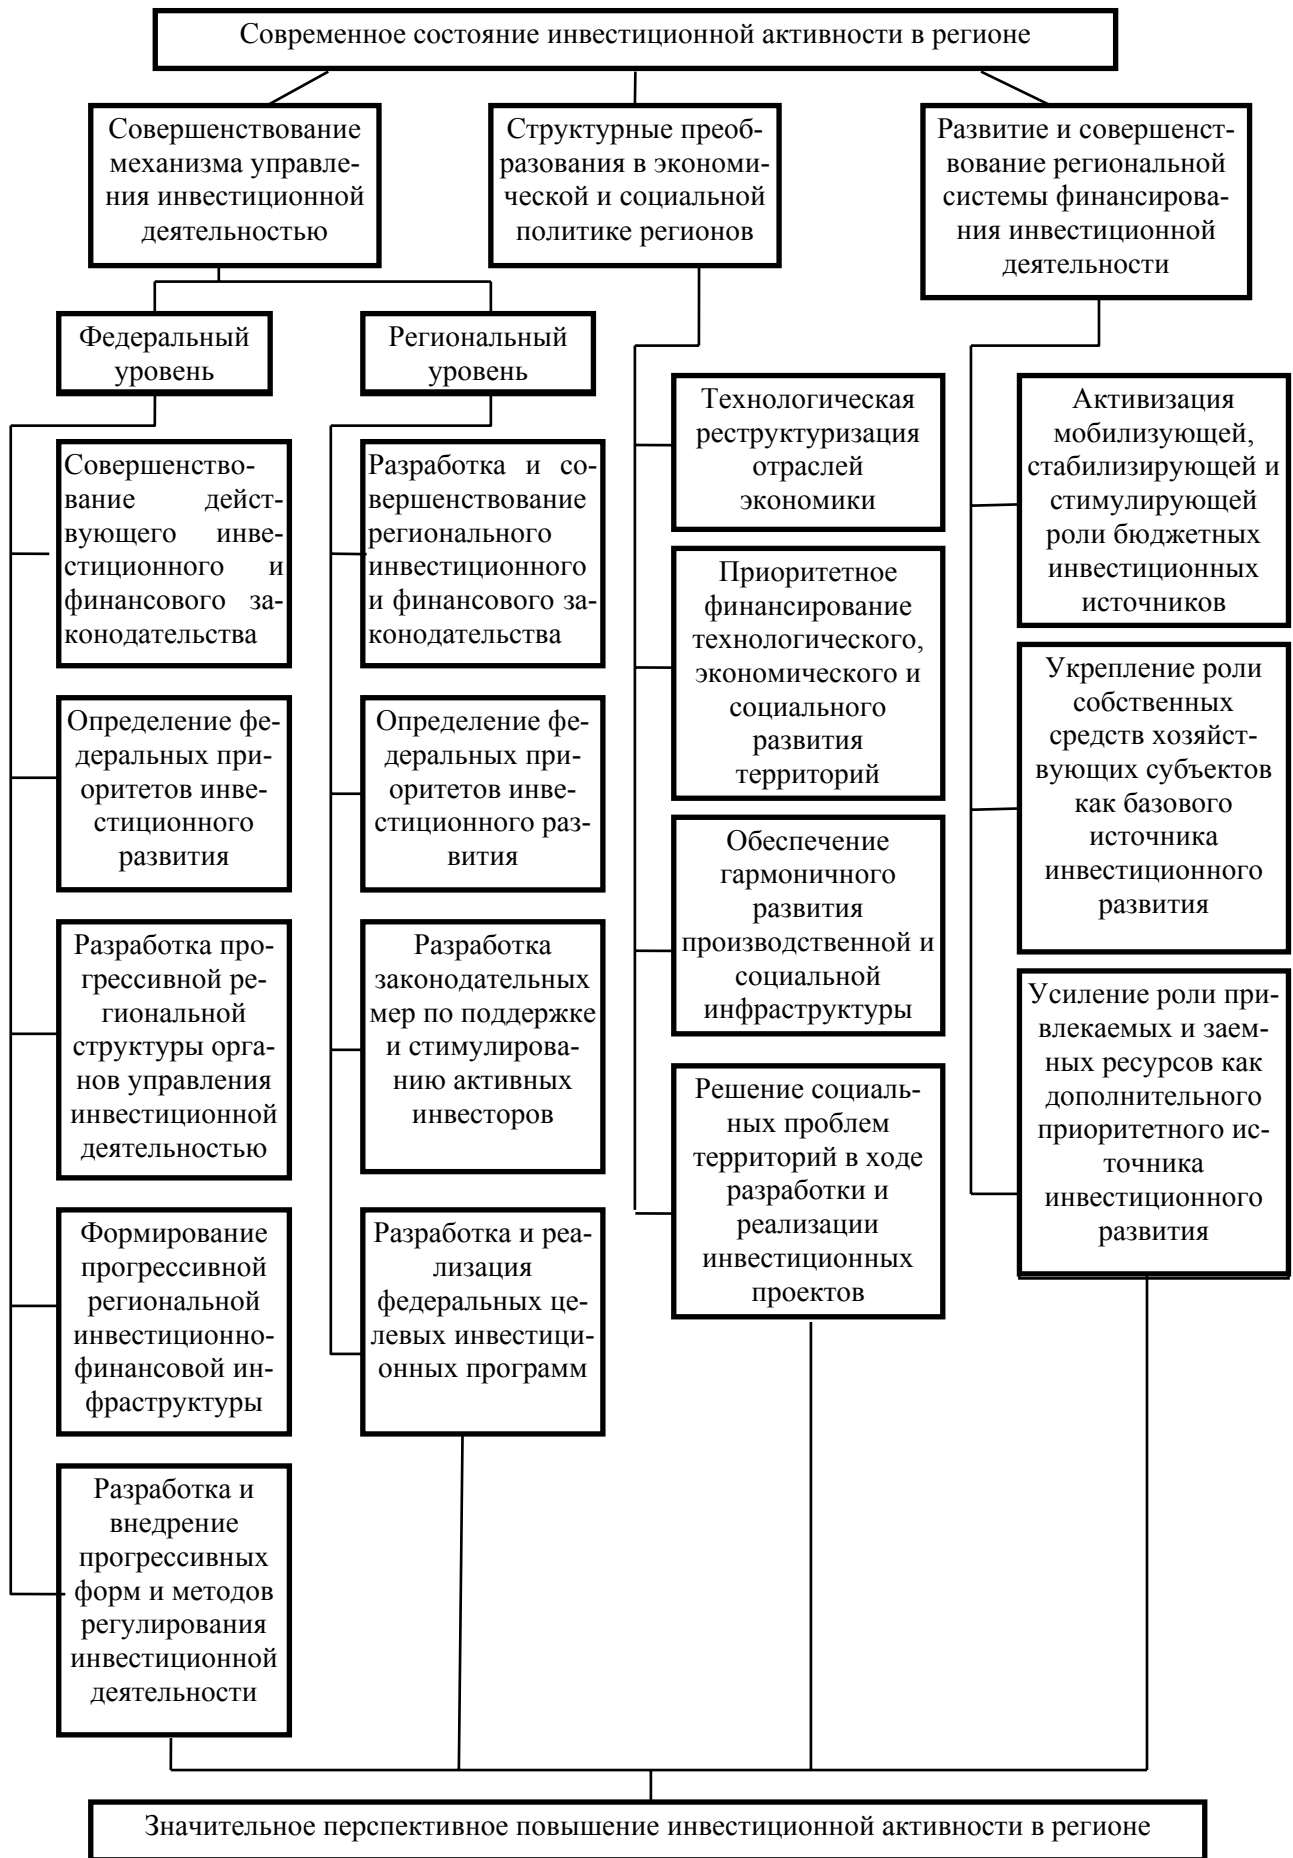 Современное состояние инвестиционной активности в регионе
Совершенствование
механизма управле-
ния инвестиционной
деятельностью
Структурные преоб-
разования в экономи-
ческой и социальной
политике регионов
Развитие и совершенст-
вование региональной
системы финансирова-
ния инвестиционной
деятельности
Федеральный
уровень
Региональный
уровень
Совершенство-
вание дейст-
вующего инве-
стиционного и
финансового за-
конодательства
Определение фе-
деральных при-
оритетов инве-
стиционного
развития
Разработка про-
грессивной ре-
гиональной
структуры орга-
нов управления
инвестиционной
деятельностью
Формирование
прогрессивной
региональной
инвестиционно-
финансовой ин-
фраструктуры
Разработка и
внедрение
прогрессивных
форм и методов
регулирования
инвестиционной
деятельности
Разработка и со-
вершенствование
регионального
инвестиционного
и финансового за-
конодательства
Определение фе-
деральных при-
оритетов инве-
стиционного раз-
вития
Разработка
законодательных
мер по поддержке
и стимулирова-
нию активных
инвесторов
Разработка и реа-
лизация
федеральных це-
левых инвестици-
онных программ
Технологическая
реструктуризация
отраслей
экономики
Приоритетное
финансирование
технологического,
экономического и
социального
развития
территорий
Обеспечение
гармоничного
развития
производственной и
социальной
инфраструктуры
Решение социаль-
ных проблем
территорий в ходе
разработки и
реализации
инвестиционных
проектов
Активизация
мобилизующей,
стабилизирующей и
стимулирующей
роли бюджетных
инвестиционных
источников
Укрепление роли
собственных
средств хозяйст-
вующих субъектов
как базового
источника
инвестиционного
развития
Усиление роли при-
влекаемых и заем-
ных ресурсов как
дополнительного
приоритетного ис-
точника
инвестиционного
развития
Значительное перспективное повышение инвестиционной активности в регионе